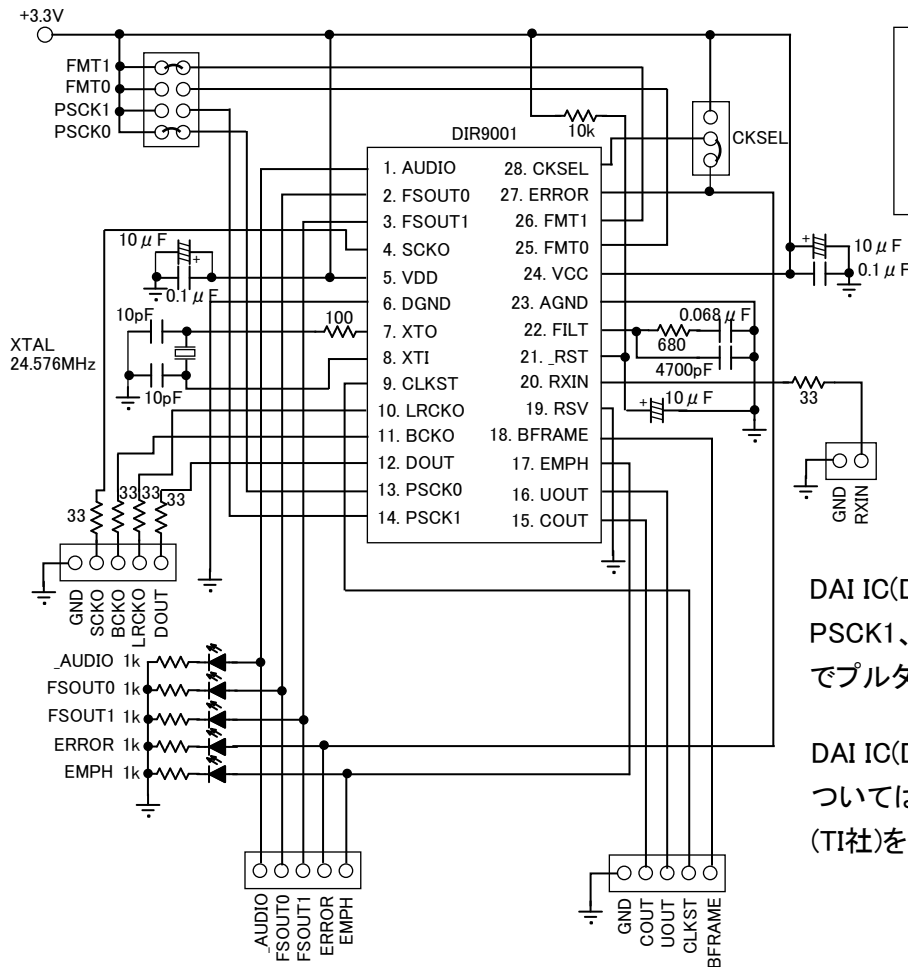 +3.3V
FMT1
FMT0
PSCK1
PSCK0
10k
CKSEL
DIR9001
1. AUDIO
2. FSOUT0
3. FSOUT1
4. SCKO
5. VDD
6. DGND
7. XTO
8. XTI
9. CLKST
10. LRCKO
11. BCKO
12. DOUT
13. PSCK0
14. PSCK1
28. CKSEL
27. ERROR
26. FMT1
25. FMT0
24. VCC
23. AGND
22. FILT
21. _RST
20. RXIN
19. RSV
18. BFRAME
17. EMPH
16. UOUT
15. COUT
10μF
+
0.1μF
10pF
100
XTAL
24.576MHz
10pF
+
10μF
0.1μF
0.068μF
680
4700pF
+
10μF
33
GND
RXIN
33
33
33
33
GND
SCKO
BCKO
LRCKO
DOUT
_AUDIO 1k
FSOUT0 1k
FSOUT1 1k
ERROR 1k
EMPH 1k
_AUDIO
FSOUT0
FSOUT1
ERROR
EMPH
GND
COUT
UOUT
CLKST
BFRAME
DAI IC(D
PSCK1、
でプルダ
DAI IC(D
ついては
(TI社)を